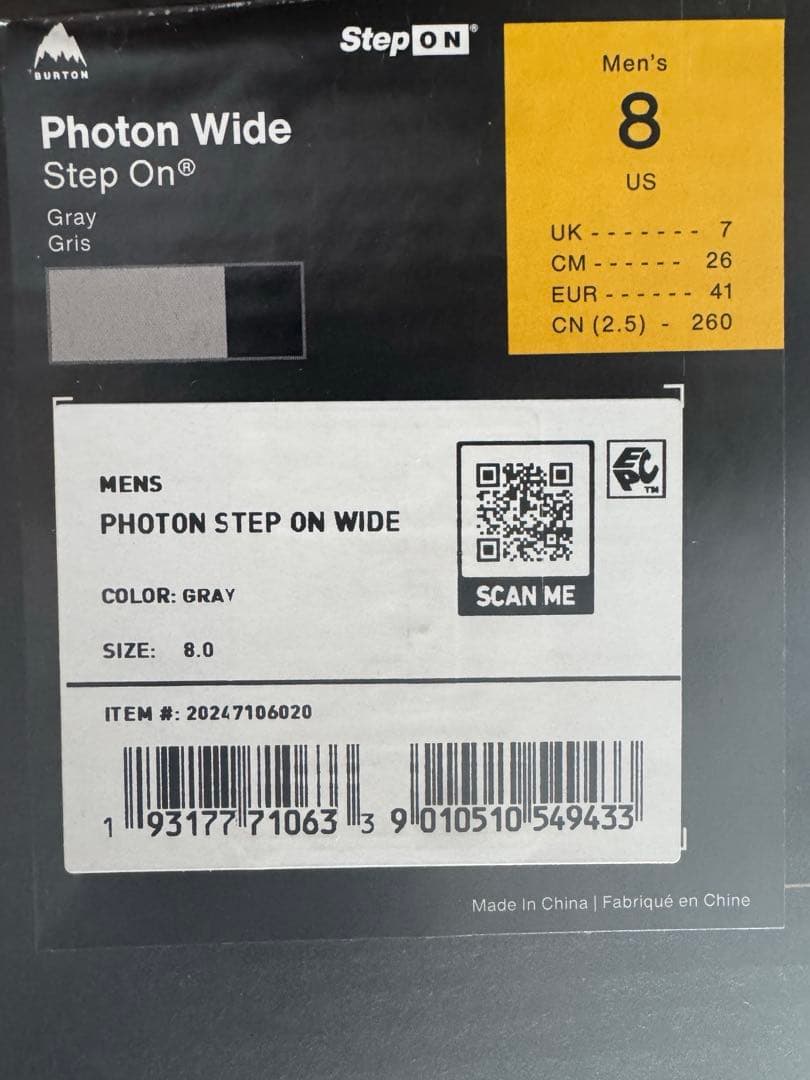 BURTON
StepON®
Photon Wide
Step On®
Gray
Gris
Men's
8
US
UK - - - - - - - 7
CM - - - - - - 26
EUR - - - - - - 41
CN (2.5) - 260
MENS
PHOTON STEP ON WIDE
COLOR: GRAY
SIZE: 8.0
SCAN ME
EPC™
ITEM #: 20247106020
1 93177 71063 3
9 010510 549433
Made In China | Fabriqué en Chine